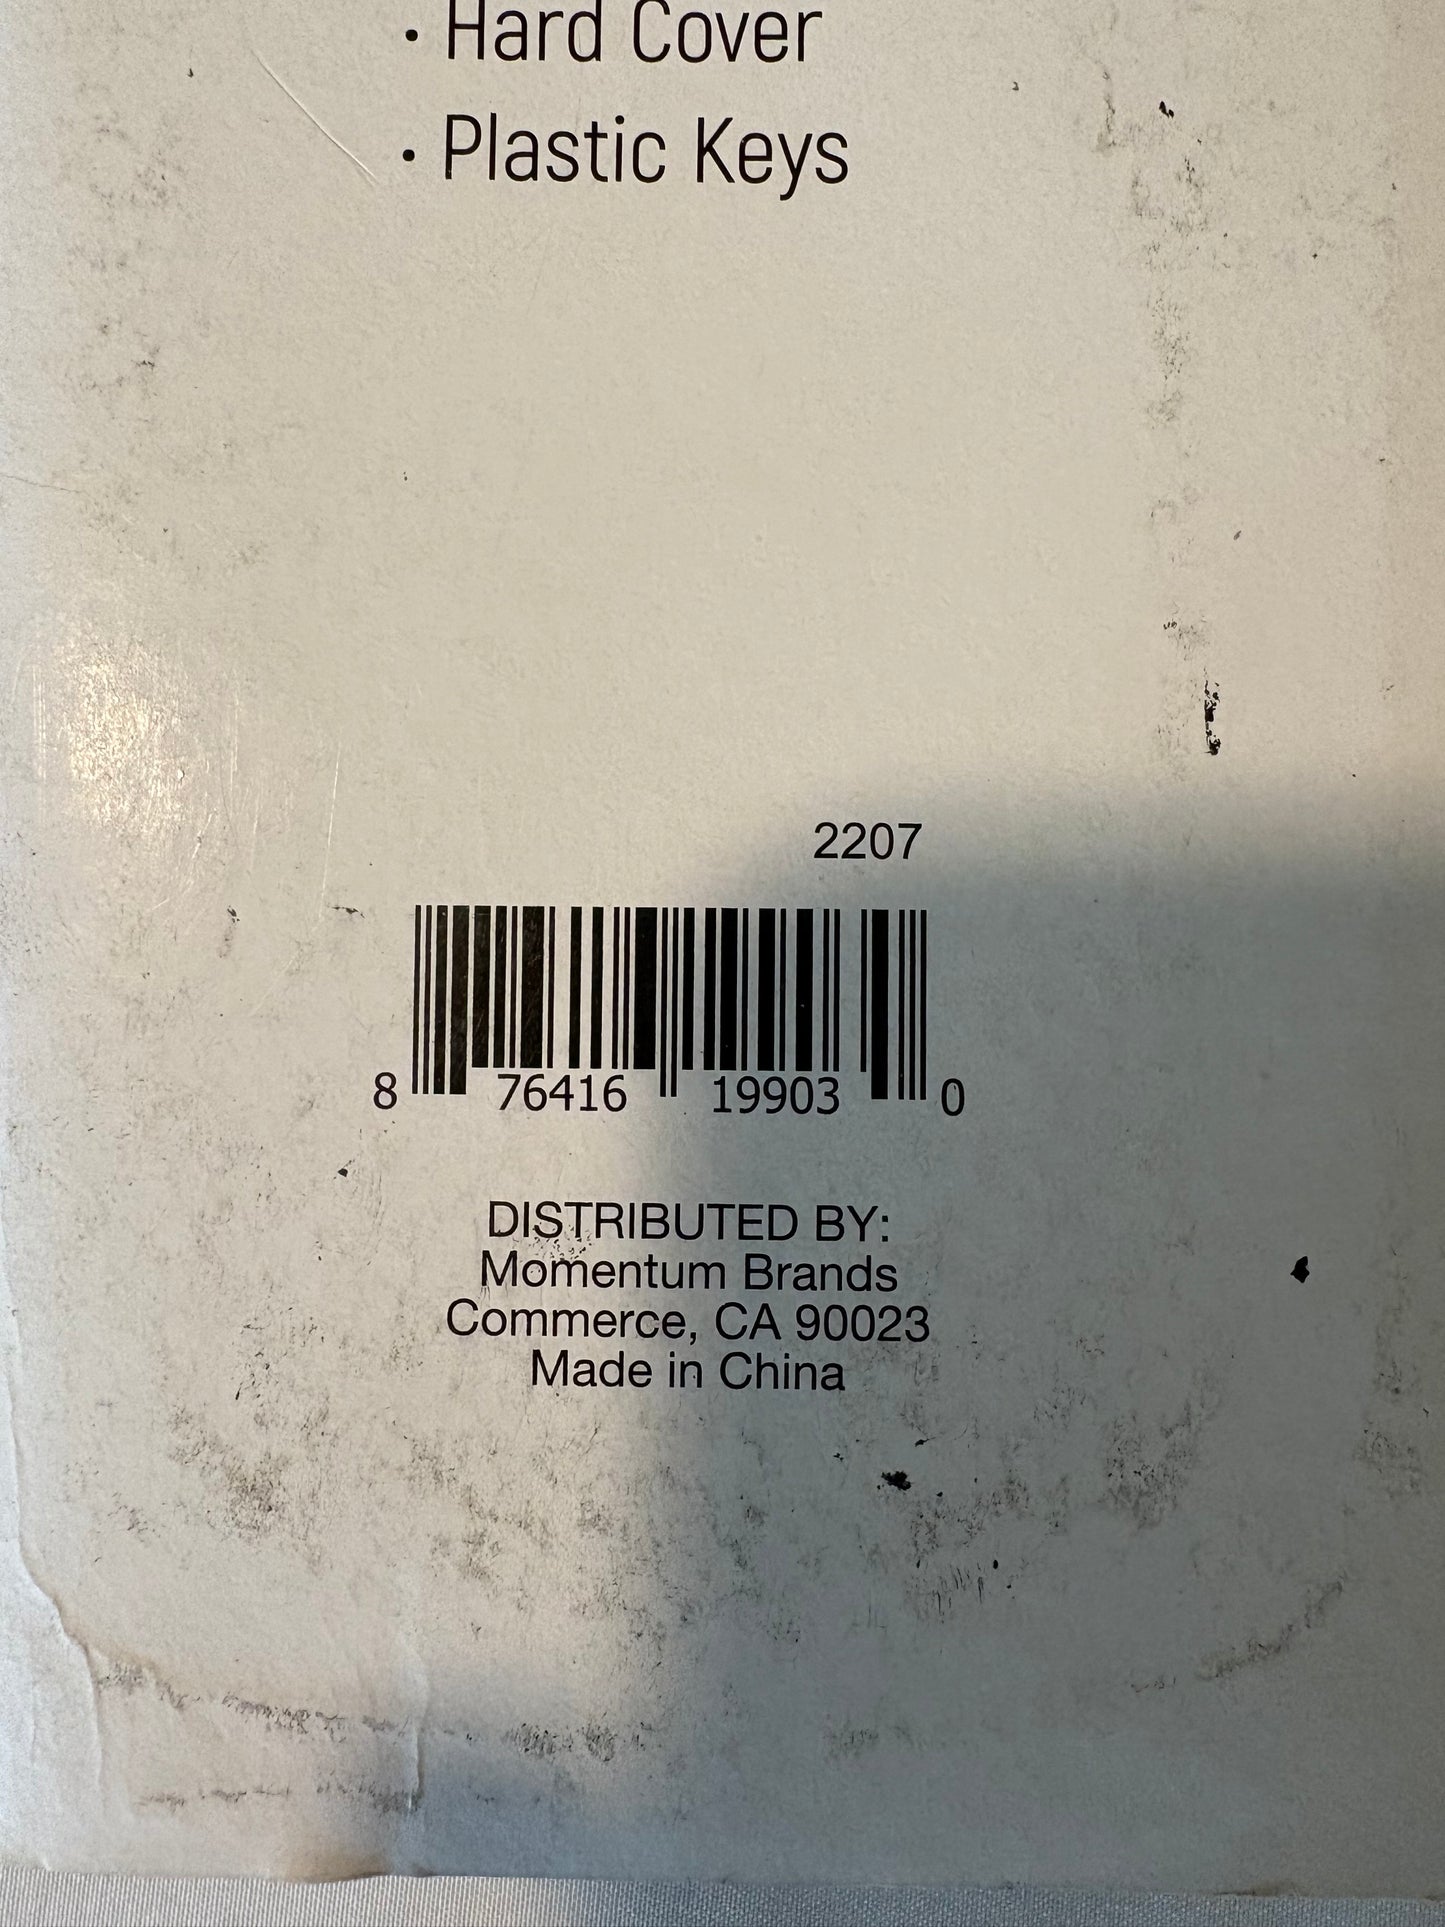 · Hard Cover
· Plastic Keys
2207
8 76416 19903 0
DISTRIBUTED BY:
Momentum Brands
Commerce, CA 90023
Made in China